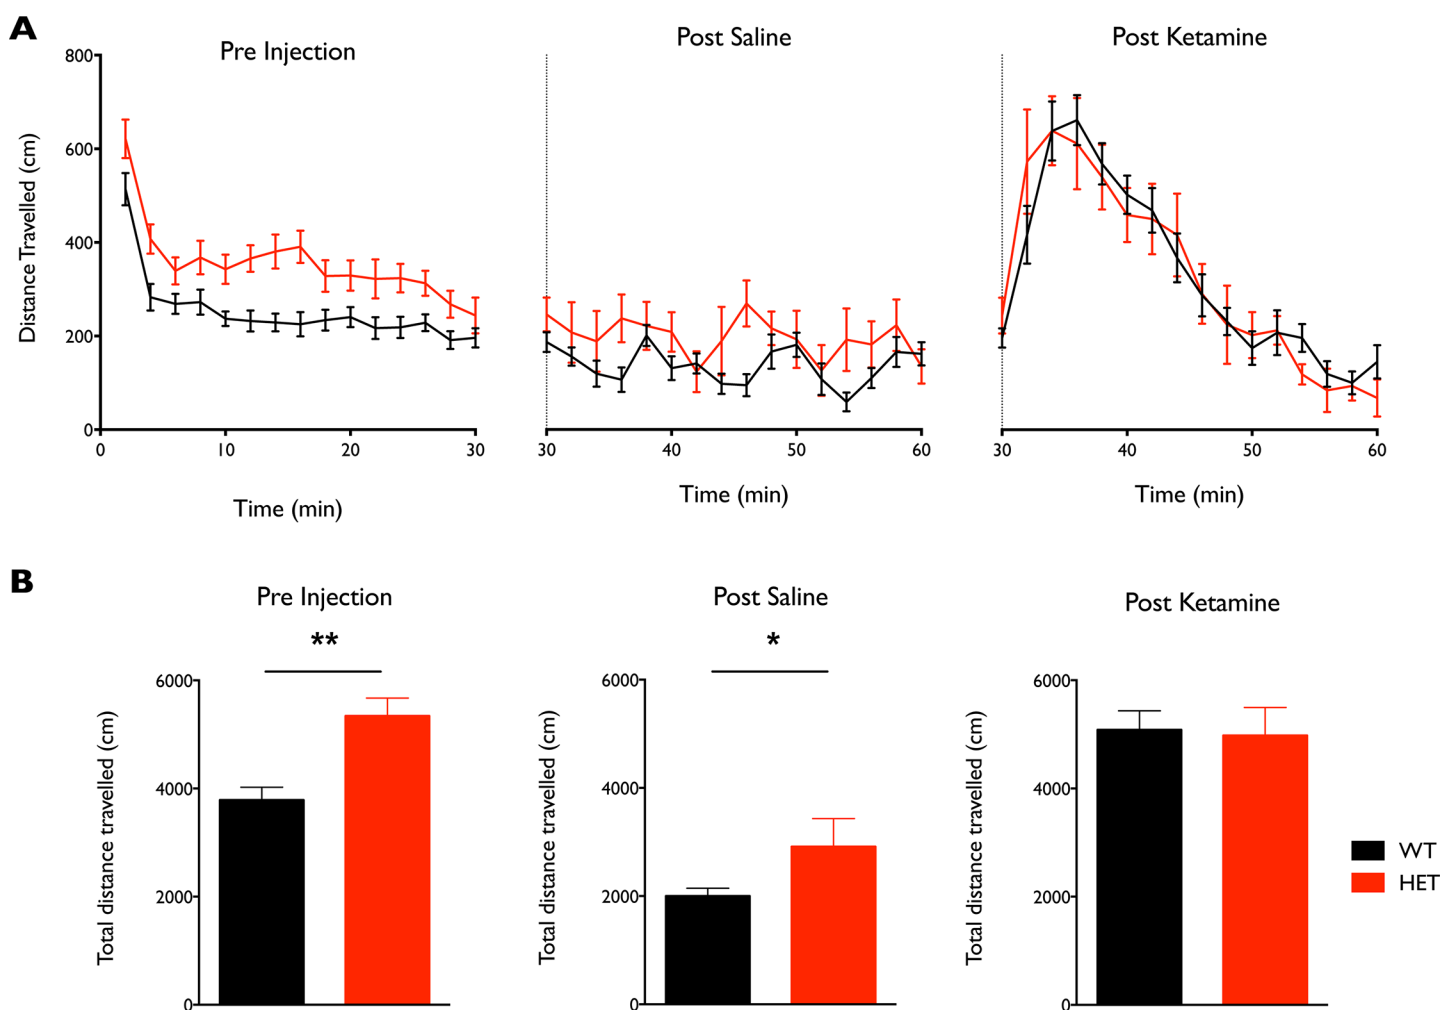 A
Pre Injection
Post Saline
Post Ketamine
Distance Travelled (cm)
800
600
400
200
0
0 10 20 30
30 40 50 60
30 40 50 60
Time (min)
Time (min)
Time (min)
B
Pre Injection
Post Saline
Post Ketamine
**
*
Total distance travelled (cm)
6000
4000
2000
0
Total distance travelled (cm)
6000
4000
2000
0
Total distance travelled (cm)
6000
4000
2000
0
WT
HET